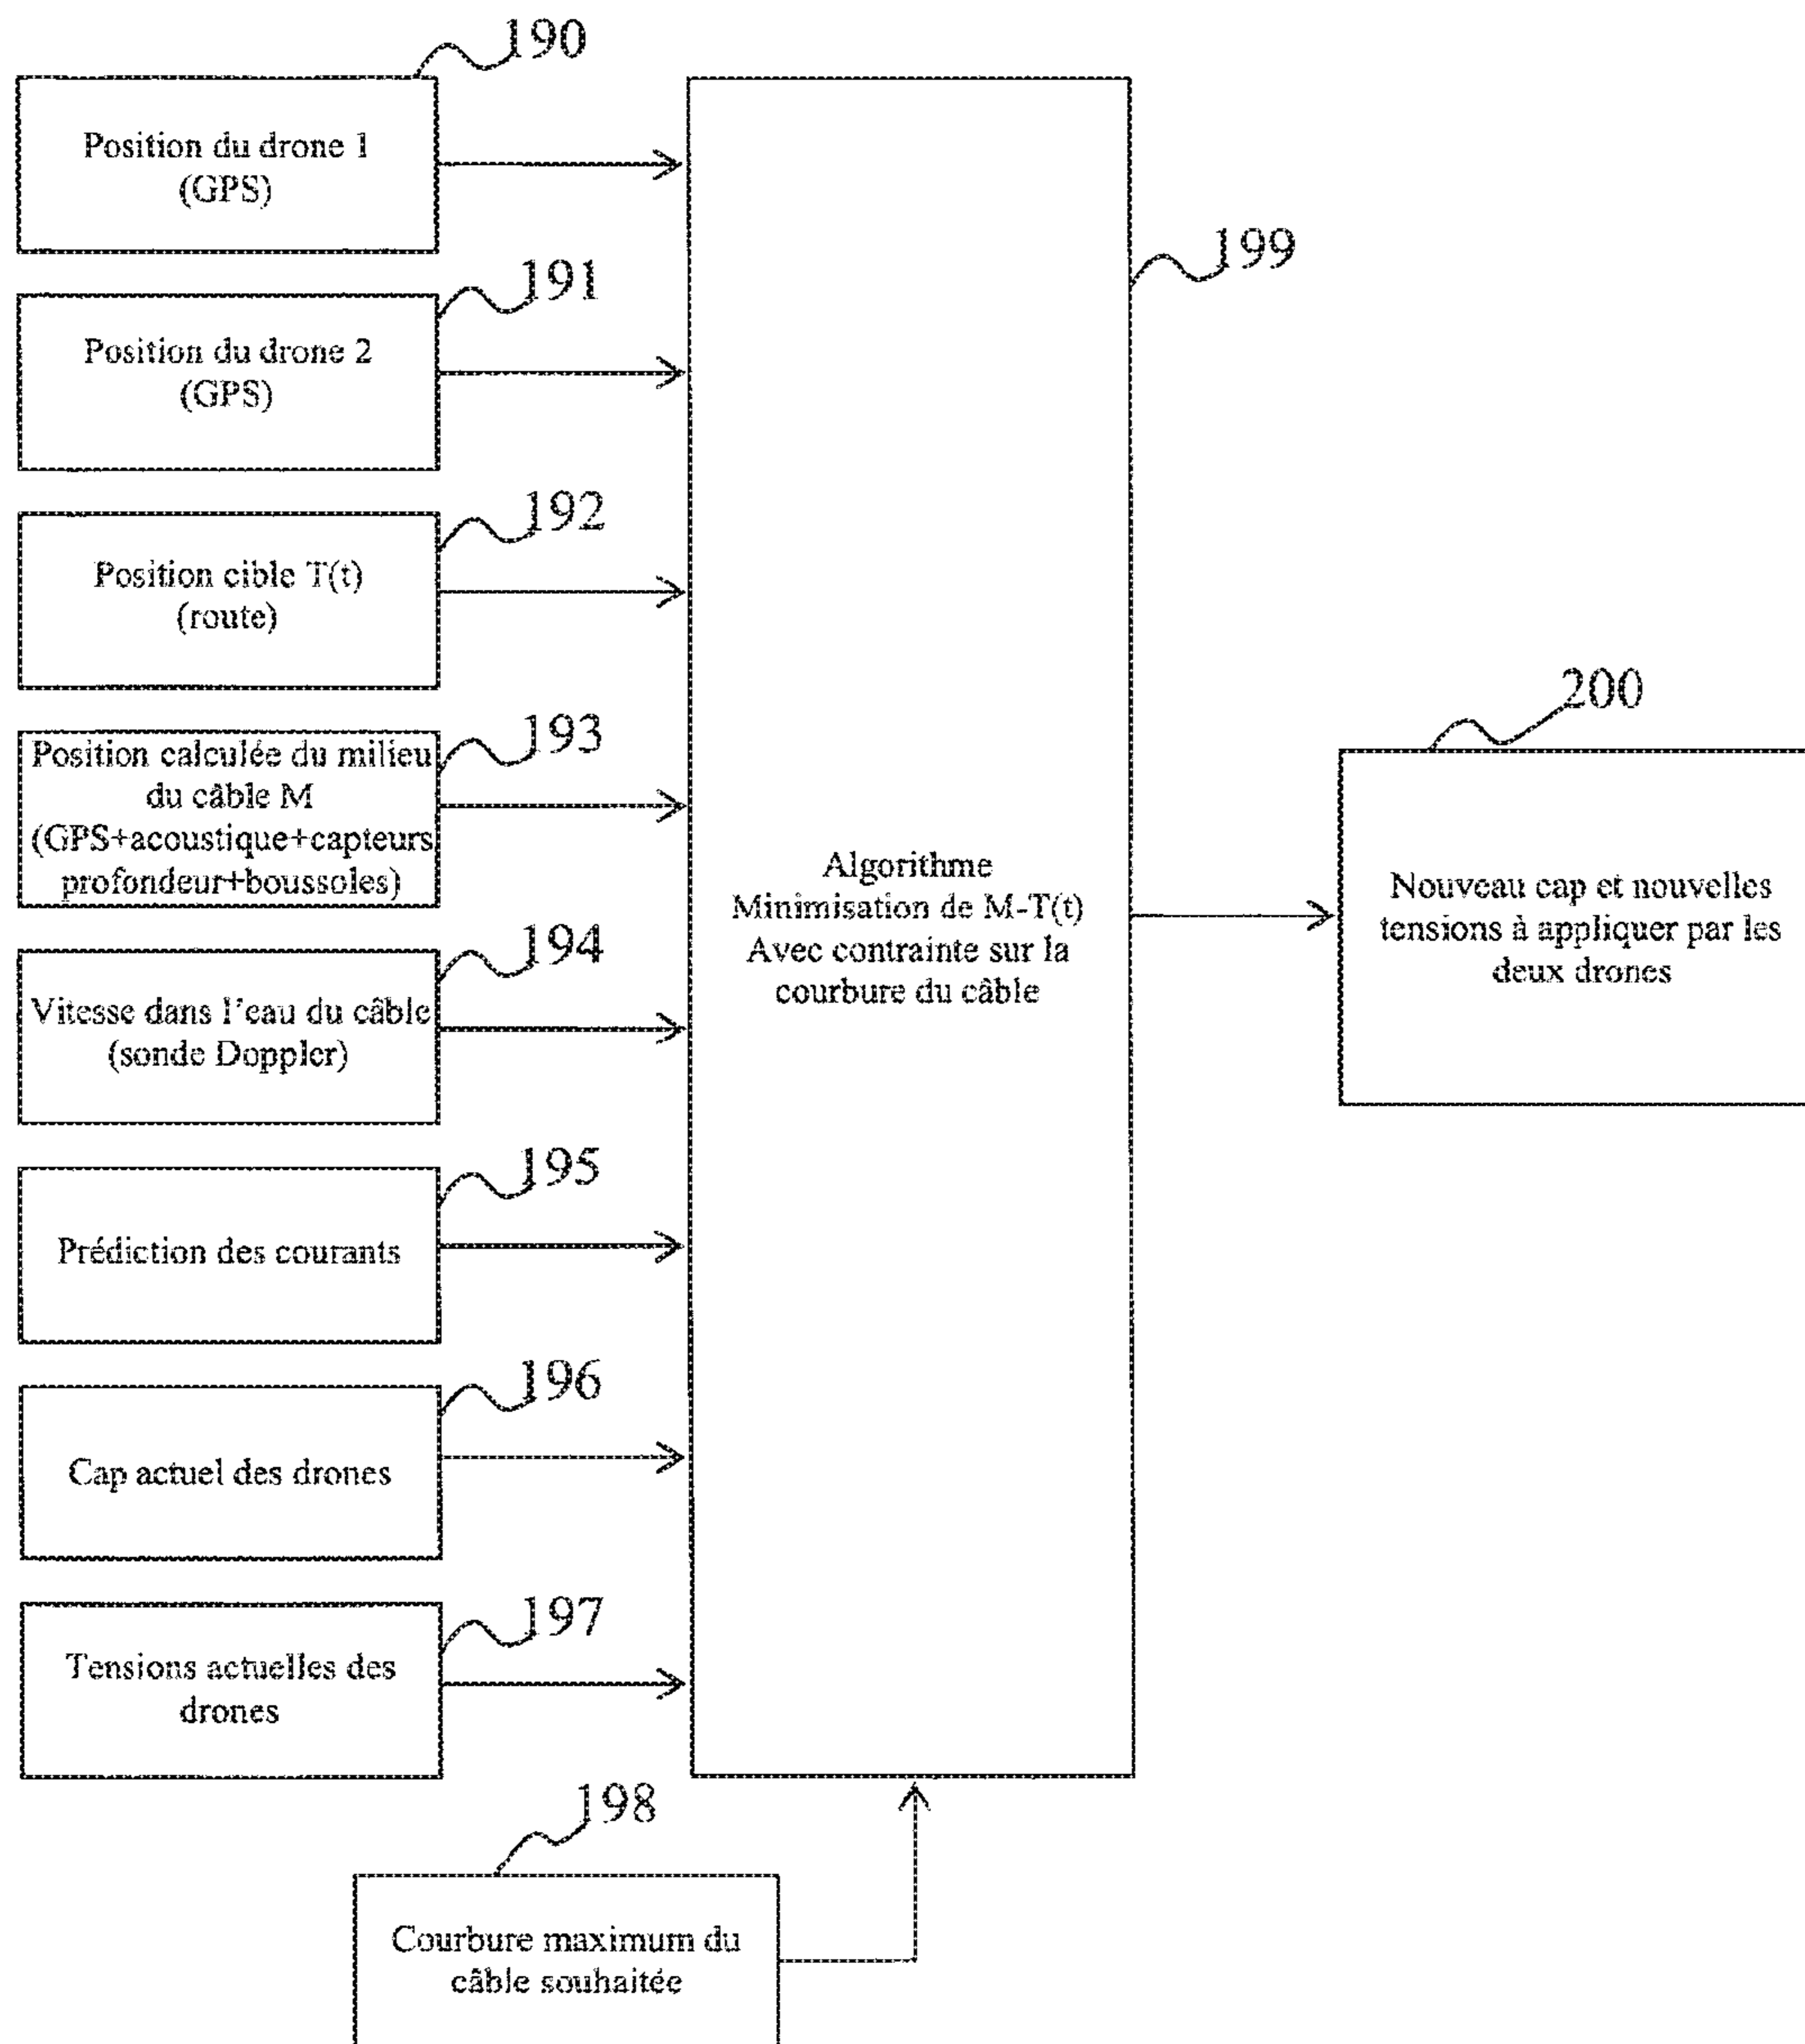 190
Position du drone 1
(GPS)
191
Position du drone 2
(GPS)
192
Position cible T(t)
(route)
193
Position calculée du milieu
du câble M
(GPS+acoustique+capteurs
profondeur+boussoles)
194
Vitesse dans l'eau du câble
(sonde Doppler)
195
Prédiction des courants
196
Cap actuel des drones
197
Tensions actuelles des
drones
198
Courbure maximum du
câble souhaitée
199
Algorithme
Minimisation de M-T(t)
Avec contrainte sur la
courbure du câble
200
Nouveau cap et nouvelles
tensions à appliquer par les
deux drones